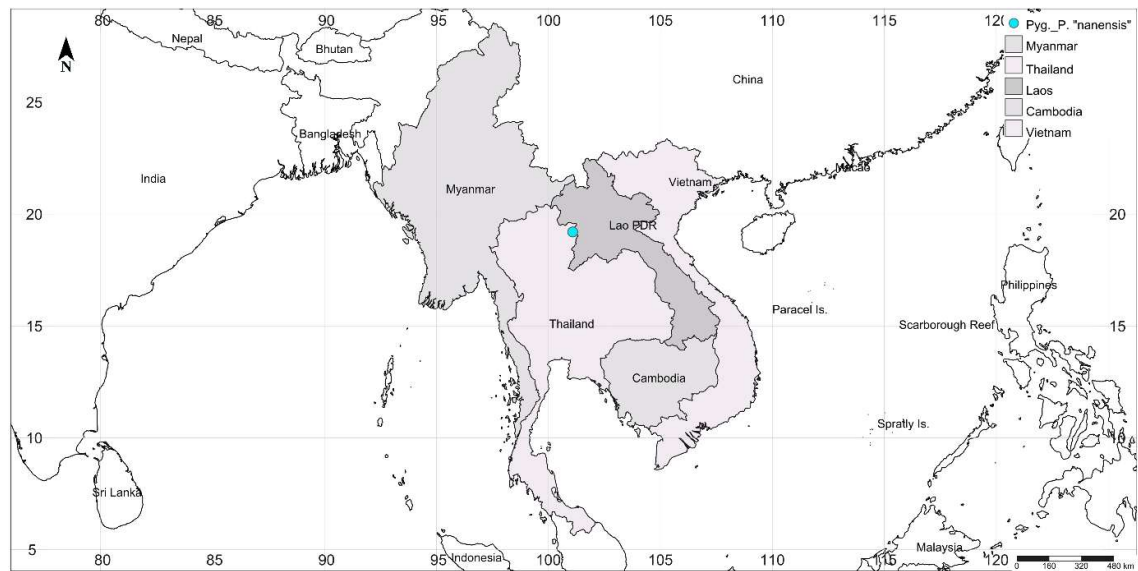 80 85 90 95 100 105 110 115 120
Pyg._P. "nanensis"
Myanmar
Thailand
Laos
Cambodia
Vietnam
Nepal
Bhutan
N
China
25
Bangladesh
Macao
India
Myanmar
Vietnam
20
Lao PDR
20
Philippines
Paracel Is.
15
Thailand
Scarborough Reef
15
Cambodia
Spratly Is.
10
10
Sri Lanka
5
Indonesia
Malaysia
80 85 90 95 100 105 110 115 120
0 160 320 480 km